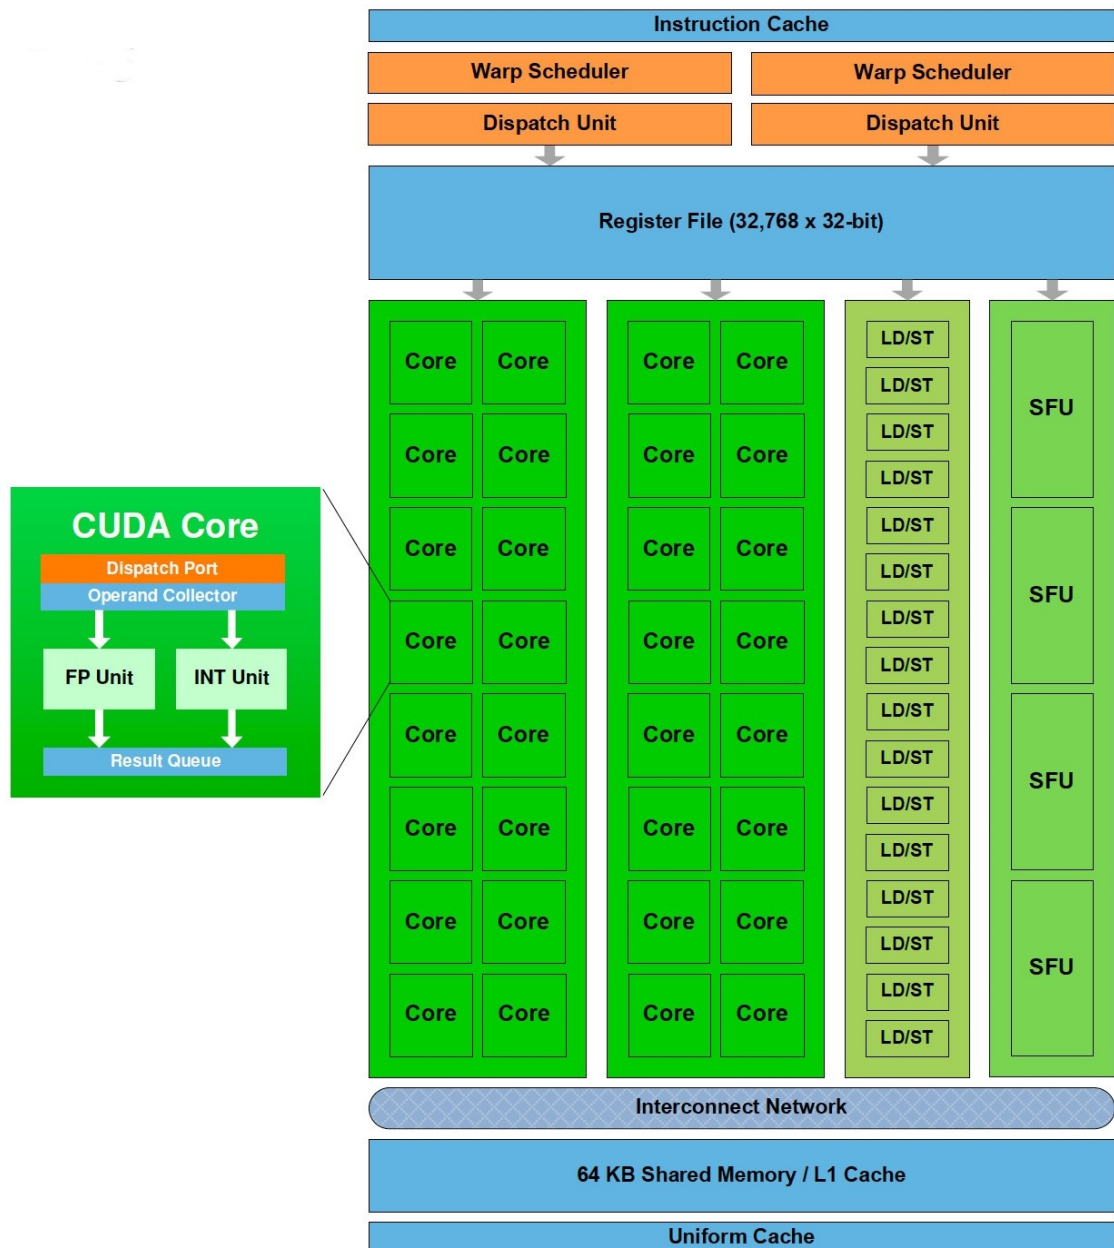 Instruction Cache
Warp Scheduler Warp Scheduler
Dispatch Unit Dispatch Unit
Register File (32,768 x 32-bit)
Core Core Core Core LD/ST SFU
LD/ST
Core Core Core Core LD/ST
LD/ST
Core Core Core Core LD/ST SFU
LD/ST
Core Core Core Core LD/ST
LD/ST
Core Core Core Core LD/ST SFU
LD/ST
Core Core Core Core LD/ST
LD/ST
Core Core Core Core LD/ST SFU
LD/ST
Core Core Core Core LD/ST
LD/ST
CUDA Core
Dispatch Port
Operand Collector
FP Unit INT Unit
Result Queue
Interconnect Network
64 KB Shared Memory / L1 Cache
Uniform Cache